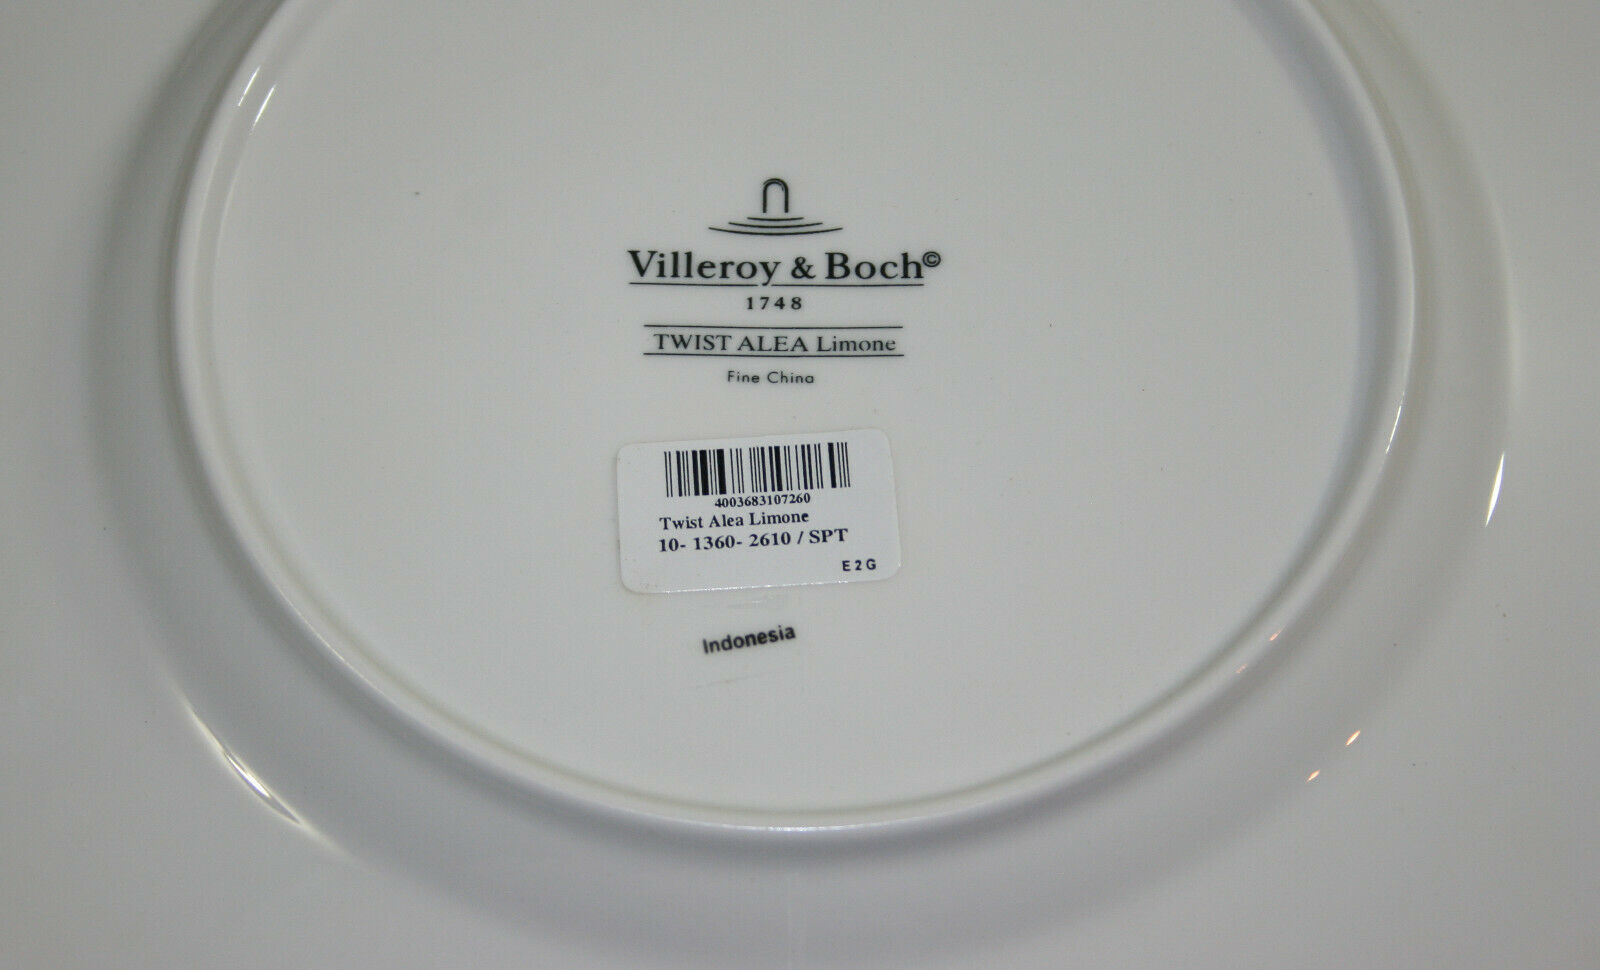 Villeroy & Boch©
1748
TWIST ALEA Limone
Fine China
4003683107260
Twist Alea Limone
10- 1360- 2610 / SPT
E2G
Indonesia